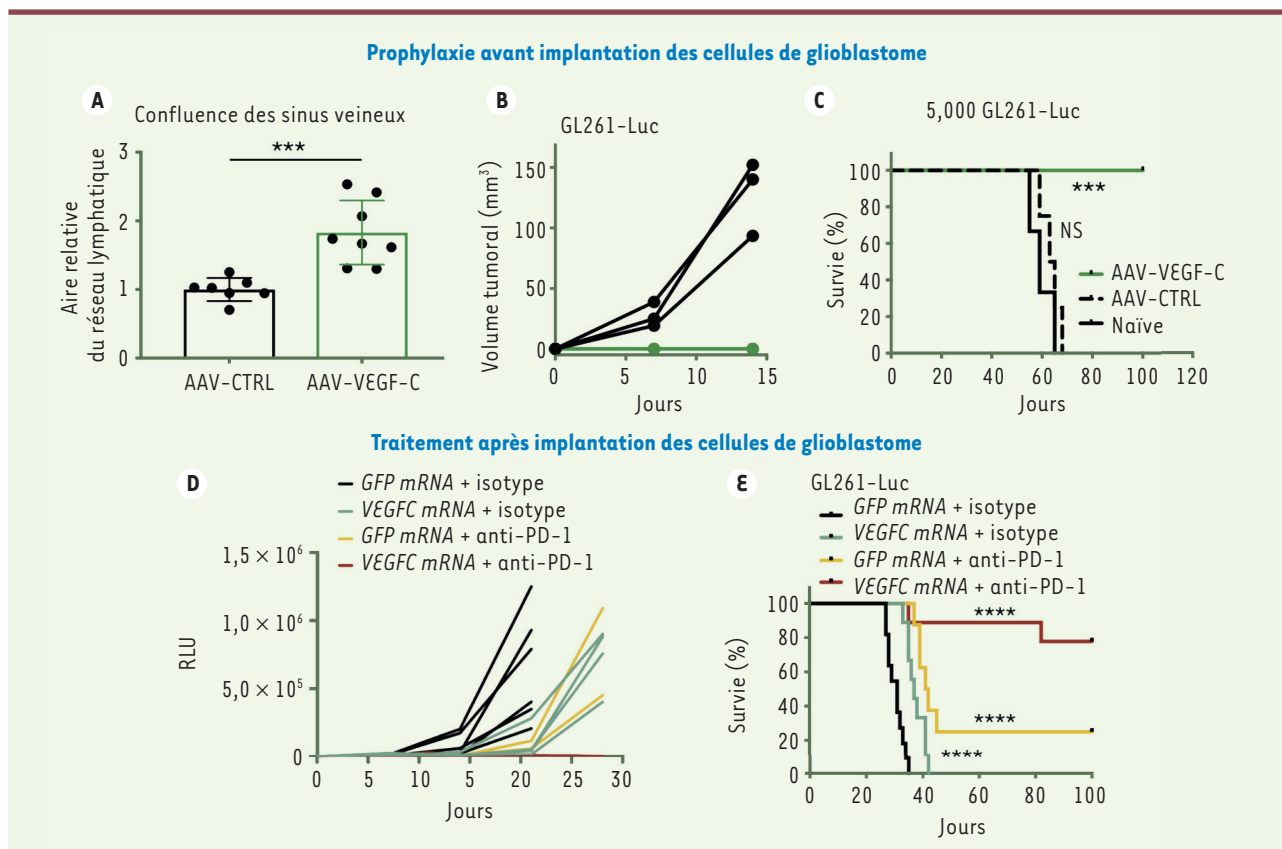 Prophylaxie avant implantation des cellules de glioblastome
A
Confluence des sinus veineux
***
Aire relative
du réseau lymphatique
3
2
1
0
AAV-CTRL
AAV-VEGF-C
B
GL261-Luc
Volume tumoral (mm³)
150
100
50
0
0
5
10
15
Jours
C
5,000 GL261-Luc
Survie (%)
100
80
60
40
20
0
***
NS
AAV-VEGF-C
AAV-CTRL
Naïve
0
20
40
60
80
100
120
Jours
Traitement après implantation des cellules de glioblastome
D
GFP mRNA + isotype
VEGFC mRNA + isotype
GFP mRNA + anti-PD-1
VEGFC mRNA + anti-PD-1
RLU
1,5 × 10⁶
1,0 × 10⁶
5,0 × 10⁵
0
0
5
10
5
20
25
30
Jours
E
GL261-Luc
GFP mRNA + isotype
VEGFC mRNA + isotype
GFP mRNA + anti-PD-1
VEGFC mRNA + anti-PD-1
Survie (%)
100
80
60
40
20
0
****
****
****
0
20
40
60
80
100
Jours